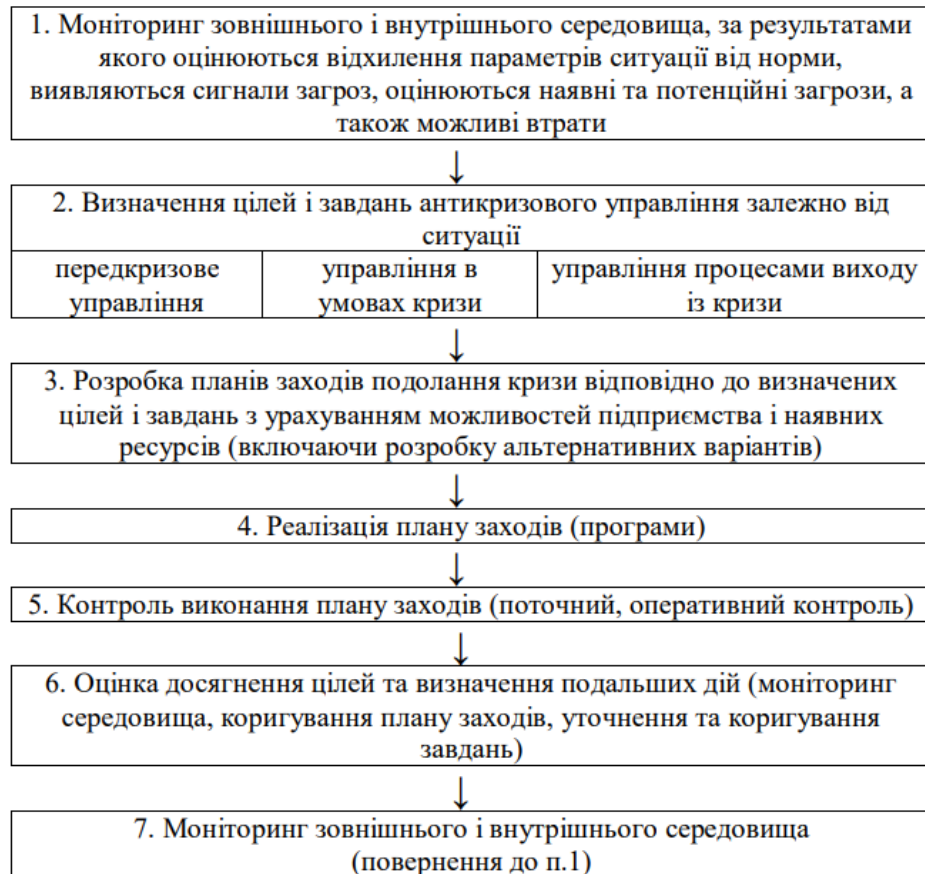 1. Моніторинг зовнішнього і внутрішнього середовища, за результатами
якого оцінюються відхилення параметрів ситуації від норми,
виявляються сигнали загроз, оцінюються наявні та потенційні загрози, а
також можливі втрати
↓
2. Визначення цілей і завдань антикризового управління залежно від
ситуації
передкризове
управління
управління в
умовах кризи
управління процесами виходу
із кризи
↓
3. Розробка планів заходів подолання кризи відповідно до визначених
цілей і завдань з урахуванням можливостей підприємства і наявних
ресурсів (включаючи розробку альтернативних варіантів)
↓
4. Реалізація плану заходів (програми)
↓
5. Контроль виконання плану заходів (поточний, оперативний контроль)
↓
6. Оцінка досягнення цілей та визначення подальших дій (моніторинг
середовища, коригування плану заходів, уточнення та коригування
завдань)
↓
7. Моніторинг зовнішнього і внутрішнього середовища
(повернення до п.1)